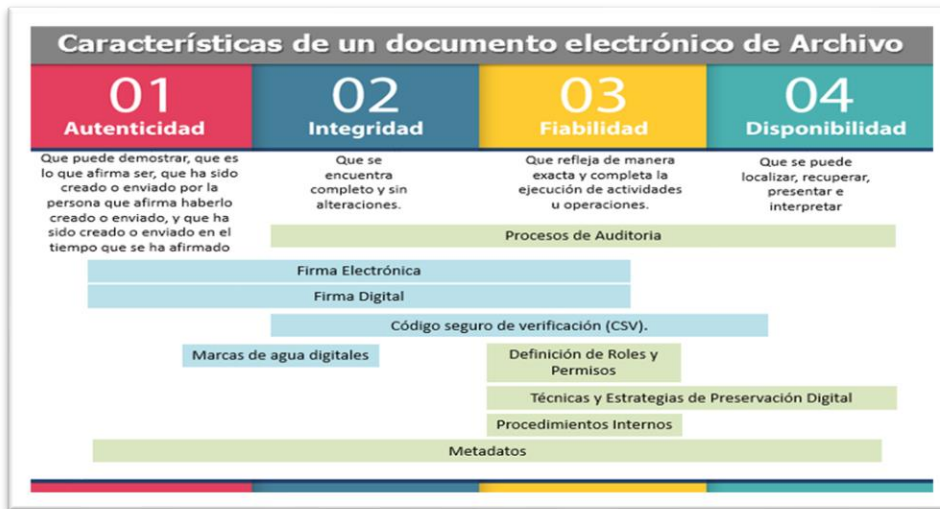 Características de un documento electrónico de Archivo
01
Autenticidad
02
Integridad
03
Fiabilidad
04
Disponibilidad
Que puede demostrar, que es
lo que afirma ser, que ha sido
creado o enviado por la
persona que afirma haberlo
creado o enviado, y que ha
sido creado o enviado en el
tiempo que se ha afirmado
Que se
encuentra
completo y sin
alteraciones.
Que refleja de manera
exacta y completa la
ejecución de actividades
u operaciones.
Que se puede
localizar, recuperar,
presentar e
interpretar
Procesos de Auditoria
Firma Electrónica
Firma Digital
Código seguro de verificación (CSV).
Marcas de agua digitales
Definición de Roles y
Permisos
Técnicas y Estrategias de Preservación Digital
Procedimientos Internos
Metadatos